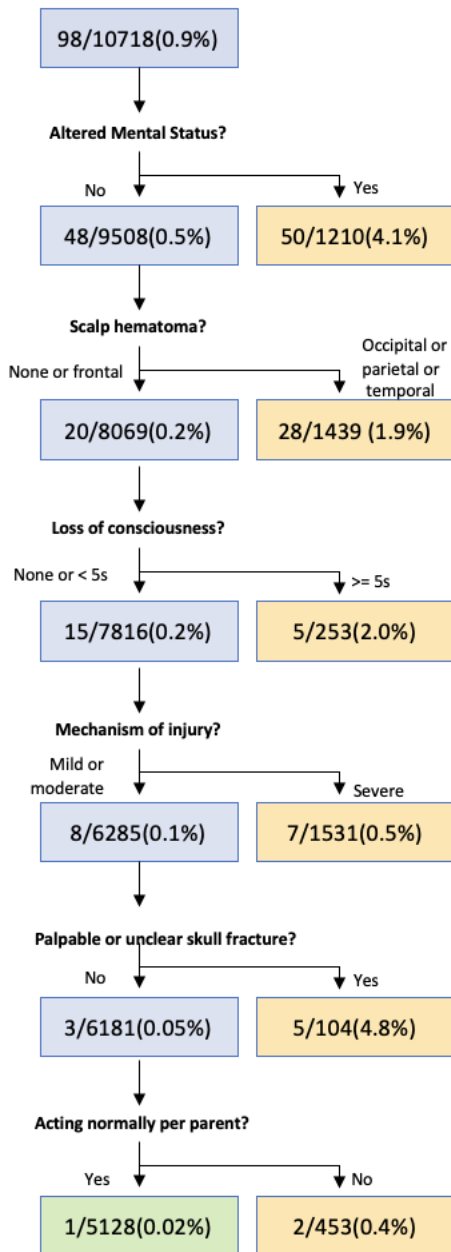 98/10718(0.9%)
Altered Mental Status?
No
Yes
48/9508(0.5%)
50/1210(4.1%)
Scalp hematoma?
None or frontal
Occipital or
parietal or
temporal
20/8069(0.2%)
28/1439 (1.9%)
Loss of consciousness?
None or < 5s
>= 5s
15/7816(0.2%)
5/253(2.0%)
Mechanism of injury?
Mild or
moderate
Severe
8/6285(0.1%)
7/1531(0.5%)
Palpable or unclear skull fracture?
No
Yes
3/6181(0.05%)
5/104(4.8%)
Acting normally per parent?
Yes
No
1/5128(0.02%)
2/453(0.4%)